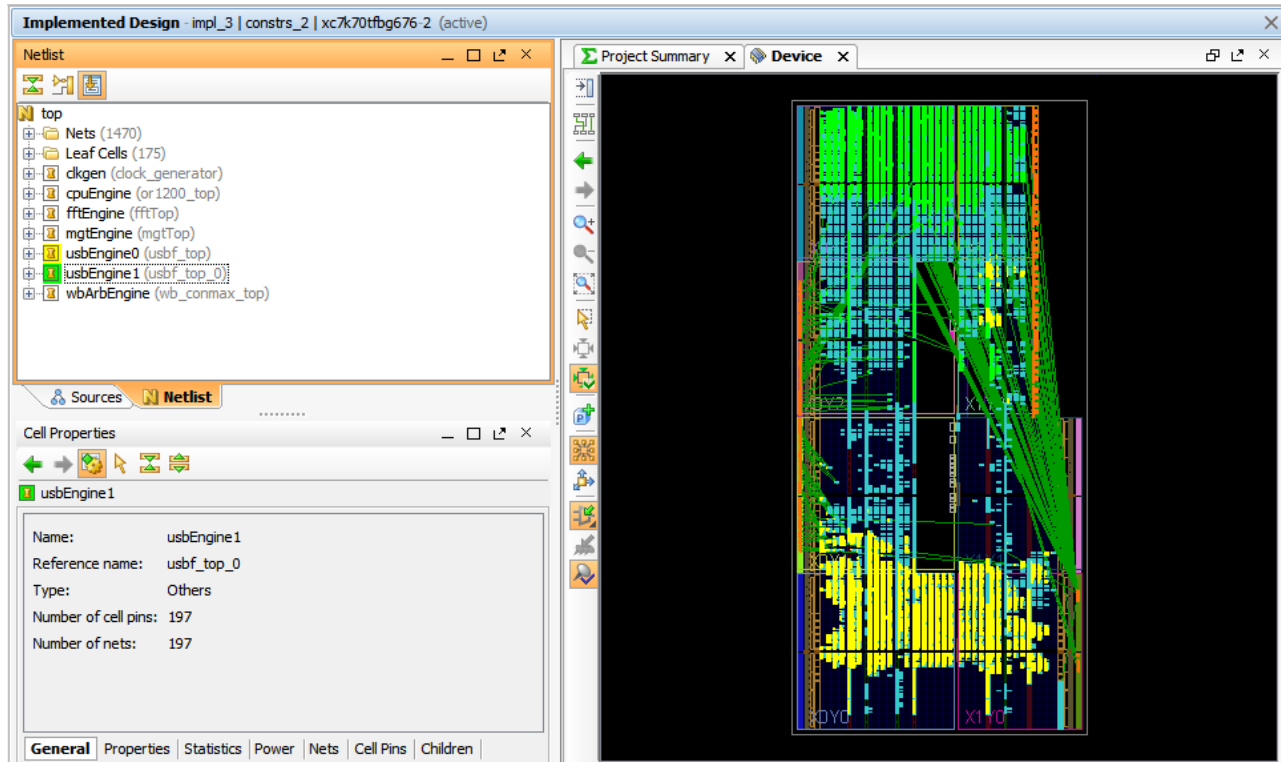 Implemented Design - impl_3 | constrs_2 | xc7k70tfbg676-2 (active)
Netlist
top
Nets (1470)
Leaf Cells (175)
clkgen (clock_generator)
cpuEngine (or1200_top)
fftEngine (fftTop)
mgtEngine (mgtTop)
usbEngine0 (usbf_top)
usbEngine1 (usbf_top_0)
wbArbEngine (wb_conmax_top)
Sources Netlist
Cell Properties
usbEngine1
Name: usbEngine1
Reference name: usbf_top_0
Type: Others
Number of cell pins: 197
Number of nets: 197
General Properties Statistics Power Nets Cell Pins Children
Project Summary Device
X0Y0 X1Y0